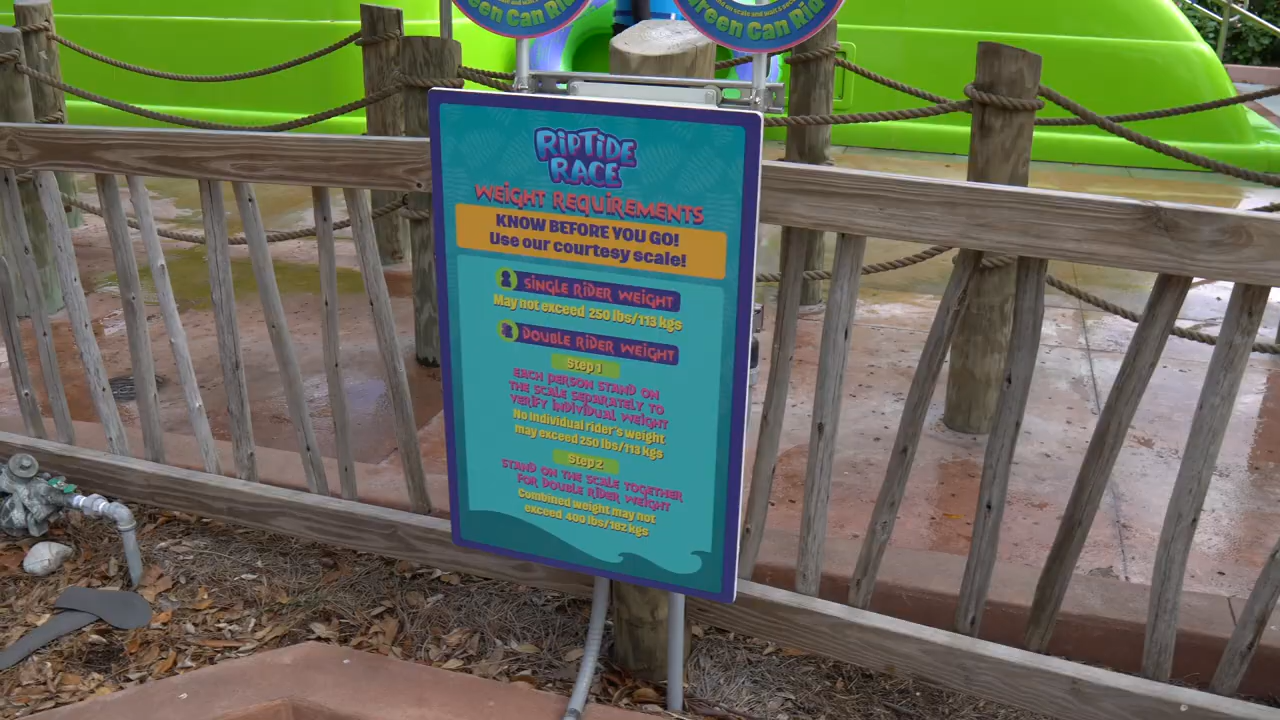 Green Can Ride
Green Can Rid
RIPTIDE
RACE
WEIGHT REQUIREMENTS
KNOW BEFORE YOU GO!
Use our courtesy scale!
SINGLE RIDER WEIGHT
May not exceed 250 lbs/113 kgs
DOUBLE RIDER WEIGHT
Step 1
EACH PERSON STAND ON
THE SCALE SEPARATELY TO
VERIFY INDIVIDUAL WEIGHT
No individual rider's weight
may exceed 250 lbs/113 kgs
Step 2
STAND ON THE SCALE TOGETHER
FOR DOUBLE RIDER WEIGHT
Combined weight may not
exceed 400 lbs/182 kgs